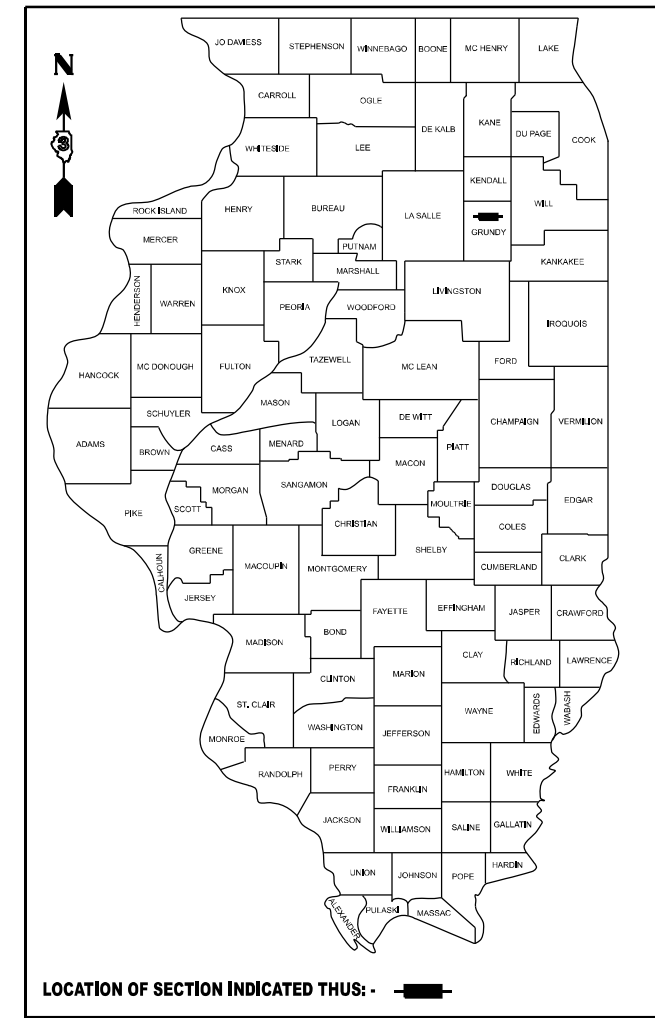 JO DAVIESS STEPHENSON WINNEBAGO BOONE MC HENRY LAKE
N
CARROLL OGLE KANE
DE KALB DU PAGE COOK
3
WHITESIDE LEE
KENDALL
ROCK ISLAND HENRY BUREAU LA SALLE WILL
MERCER PUTNAM GRUNDY
STARK MARSHALL KANKAKEE
HENDERSON WARREN KNOX PEORIA WOODFORD LIVINGSTON
IROQUOIS
HANCOCK MC DONOUGH FULTON TAZEWELL MC LEAN FORD
MASON
SCHUYLER LOGAN DE WITT CHAMPAIGN VERMILION
ADAMS BROWN CASS MENARD PIATT
MACON
MORGAN SANGAMON DOUGLAS
PIKE SCOTT CHRISTIAN MOULTRIE EDGAR
COLES
GREENE SHELBY
CALHOUN MACOUPIN MONTGOMERY CUMBERLAND CLARK
JERSEY
FAYETTE EFFINGHAM JASPER CRAWFORD
MADISON BOND
CLAY RICHLAND LAWRENCE
CLINTON MARION
ST. CLAIR WAYNE EDWARDS WABASH
WASHINGTON JEFFERSON
MONROE
RANDOLPH PERRY HAMILTON WHITE
FRANKLIN
JACKSON WILLIAMSON SALINE GALLATIN
HARDIN
UNION JOHNSON POPE
ALEXANDER PULASKI MASSAC
LOCATION OF SECTION INDICATED THUS: -